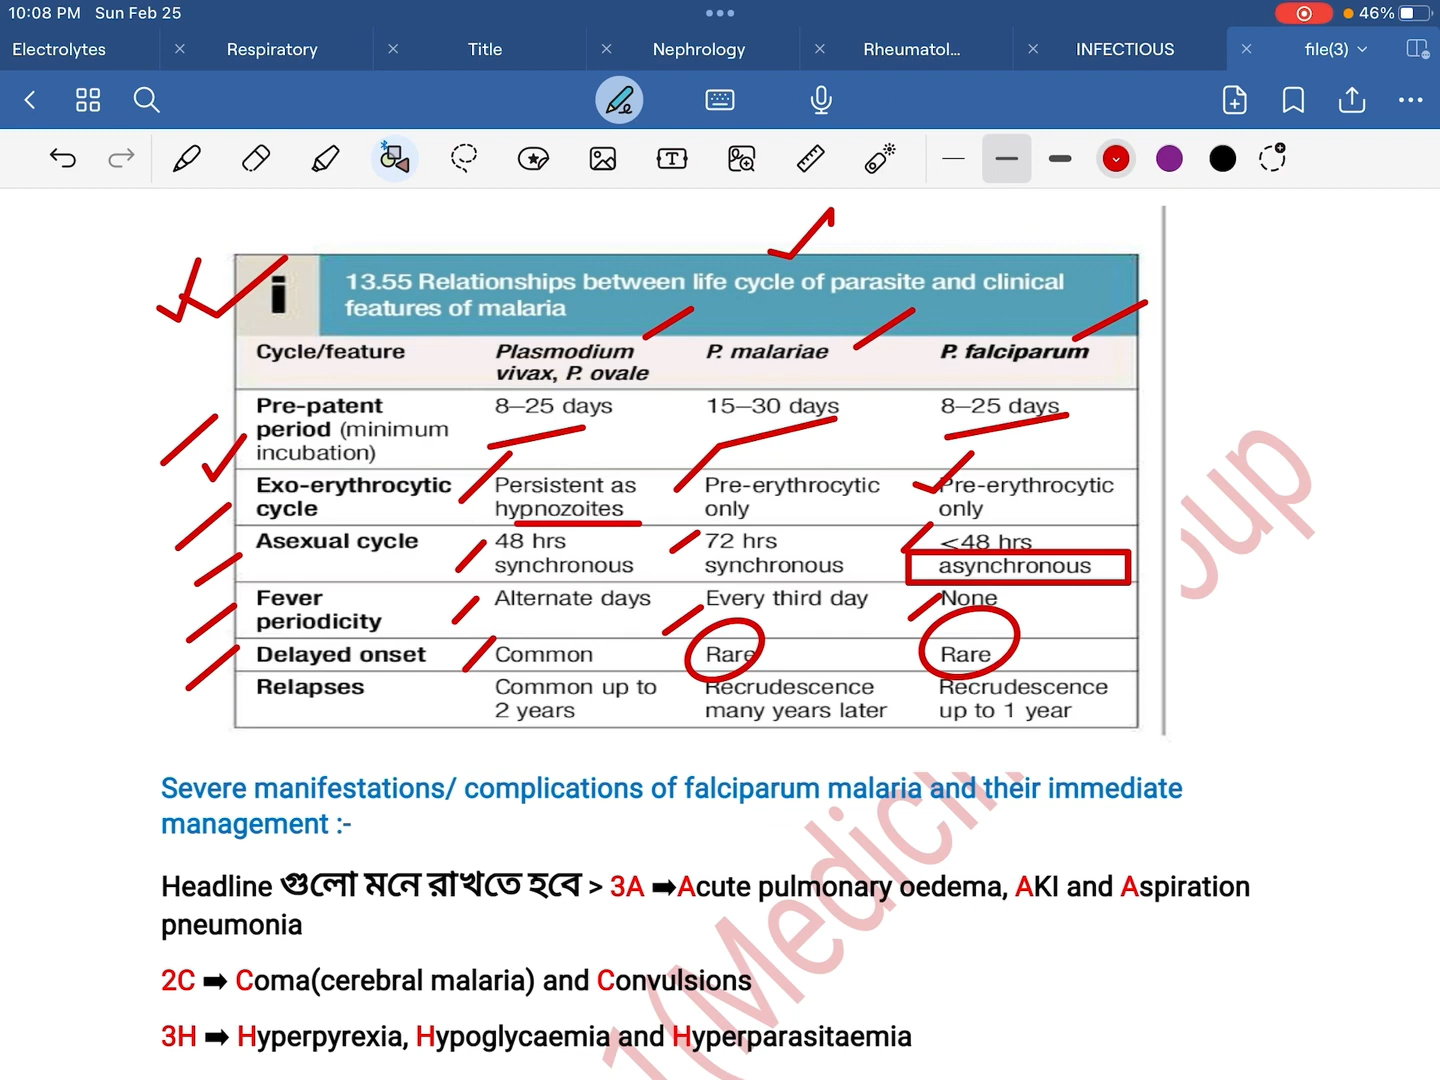 10:08 PM Sun Feb 25
46%
Electrolytes Respiratory Title Nephrology Rheumatol... INFECTIOUS file(3)
13.55 Relationships between life cycle of parasite and clinical
features of malaria
Cycle/feature Plasmodium vivax, P. ovale P. malariae P. falciparum
Pre-patent period (minimum incubation) 8–25 days 15–30 days 8–25 days
Exo-erythrocytic cycle Persistent as hypnozoites Pre-erythrocytic only Pre-erythrocytic only
Asexual cycle 48 hrs synchronous 72 hrs synchronous <48 hrs asynchronous
Fever periodicity Alternate days Every third day None
Delayed onset Common Rare Rare
Relapses Common up to 2 years Recrudescence many years later Recrudescence up to 1 year
Severe manifestations/ complications of falciparum malaria and their immediate
management :-
Headline গুলো মনে রাখতে হবে > 3A ➡Acute pulmonary oedema, AKI and Aspiration
pneumonia
2C ➡ Coma(cerebral malaria) and Convulsions
3H ➡ Hyperpyrexia, Hypoglycaemia and Hyperparasitaemia